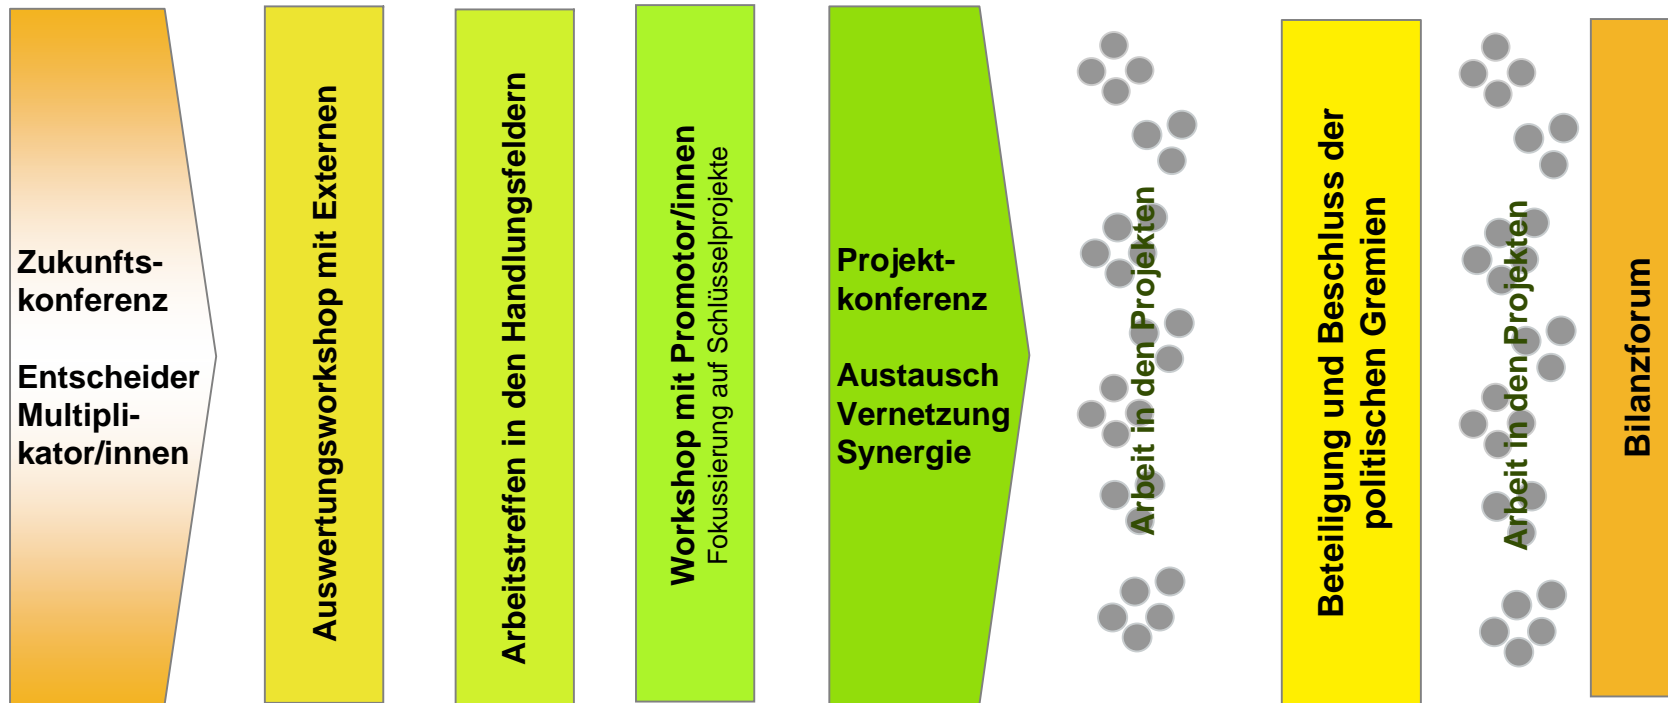 Zukunfts-
konferenz
Entscheider
Multipli-
kator/innen
Auswertungsworkshop mit Externen
Arbeitstreffen in den Handlungsfeldern
Workshop mit Promotor/innen
Fokussierung auf Schlüsselprojekte
Projekt-
konferenz
Austausch
Vernetzung
Synergie
Arbeit in den Projekten
Beteiligung und Beschluss der
politischen Gremien
Arbeit in den Projekten
Bilanzforum